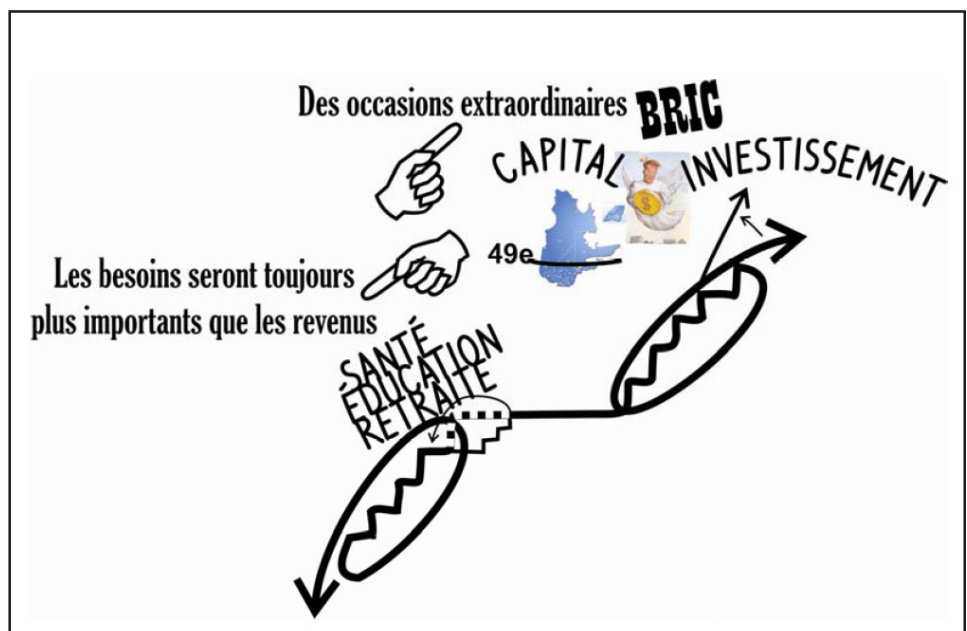 Des occasions extraordinaires BRIC
CAPITAL INVESTISSEMENT
$
49e
Les besoins seront toujours
plus importants que les revenus
SANTÉ
ÉDUCATION
RETRAITE